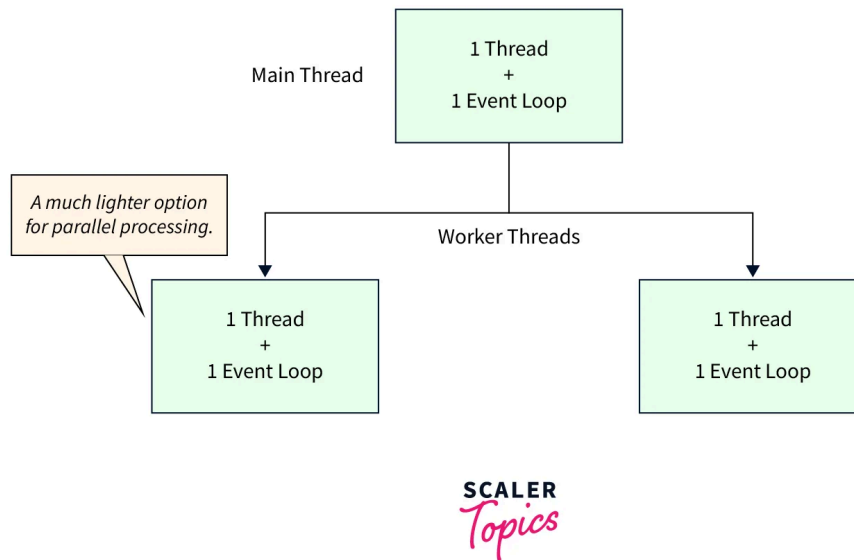 1 Thread
+
1 Event Loop
Main Thread
A much lighter option
for parallel processing.
Worker Threads
1 Thread
+
1 Event Loop
1 Thread
+
1 Event Loop
SCALER
Topics